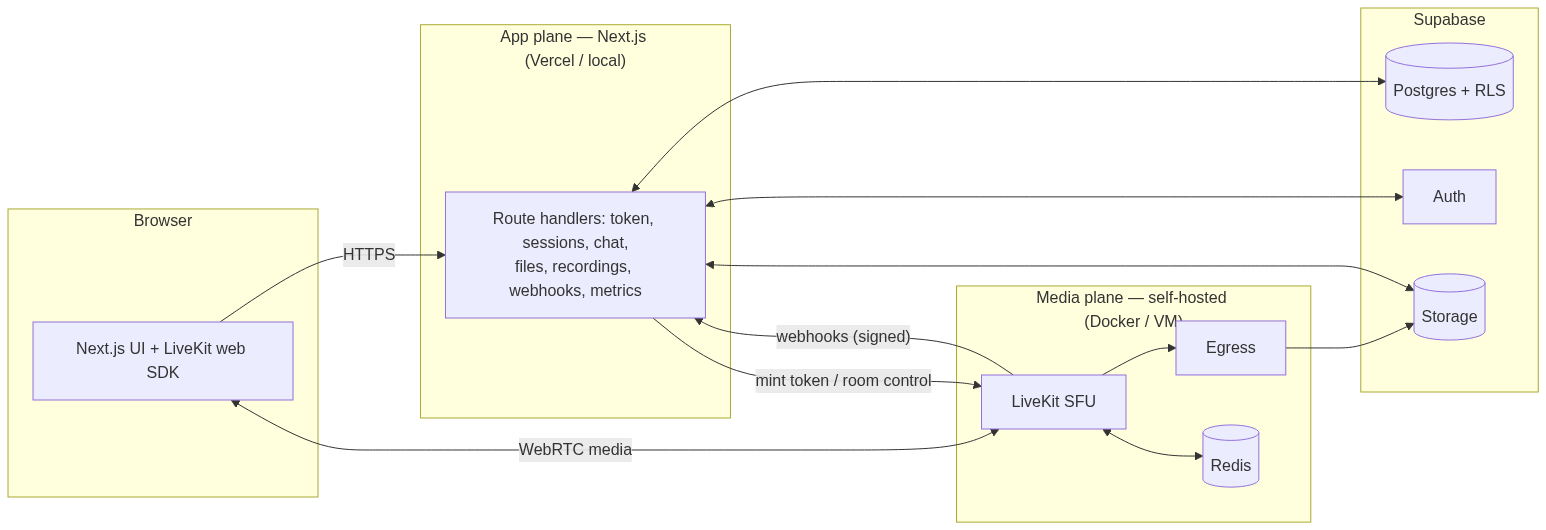 Browser
Next.js UI + LiveKit web
SDK
HTTPS
App plane — Next.js
(Vercel / local)
Route handlers: token,
sessions, chat,
files, recordings,
webhooks, metrics
webhooks (signed)
mint token / room control
WebRTC media
Media plane — self-hosted
(Docker / VM)
Egress
LiveKit SFU
Redis
Supabase
Postgres + RLS
Auth
Storage